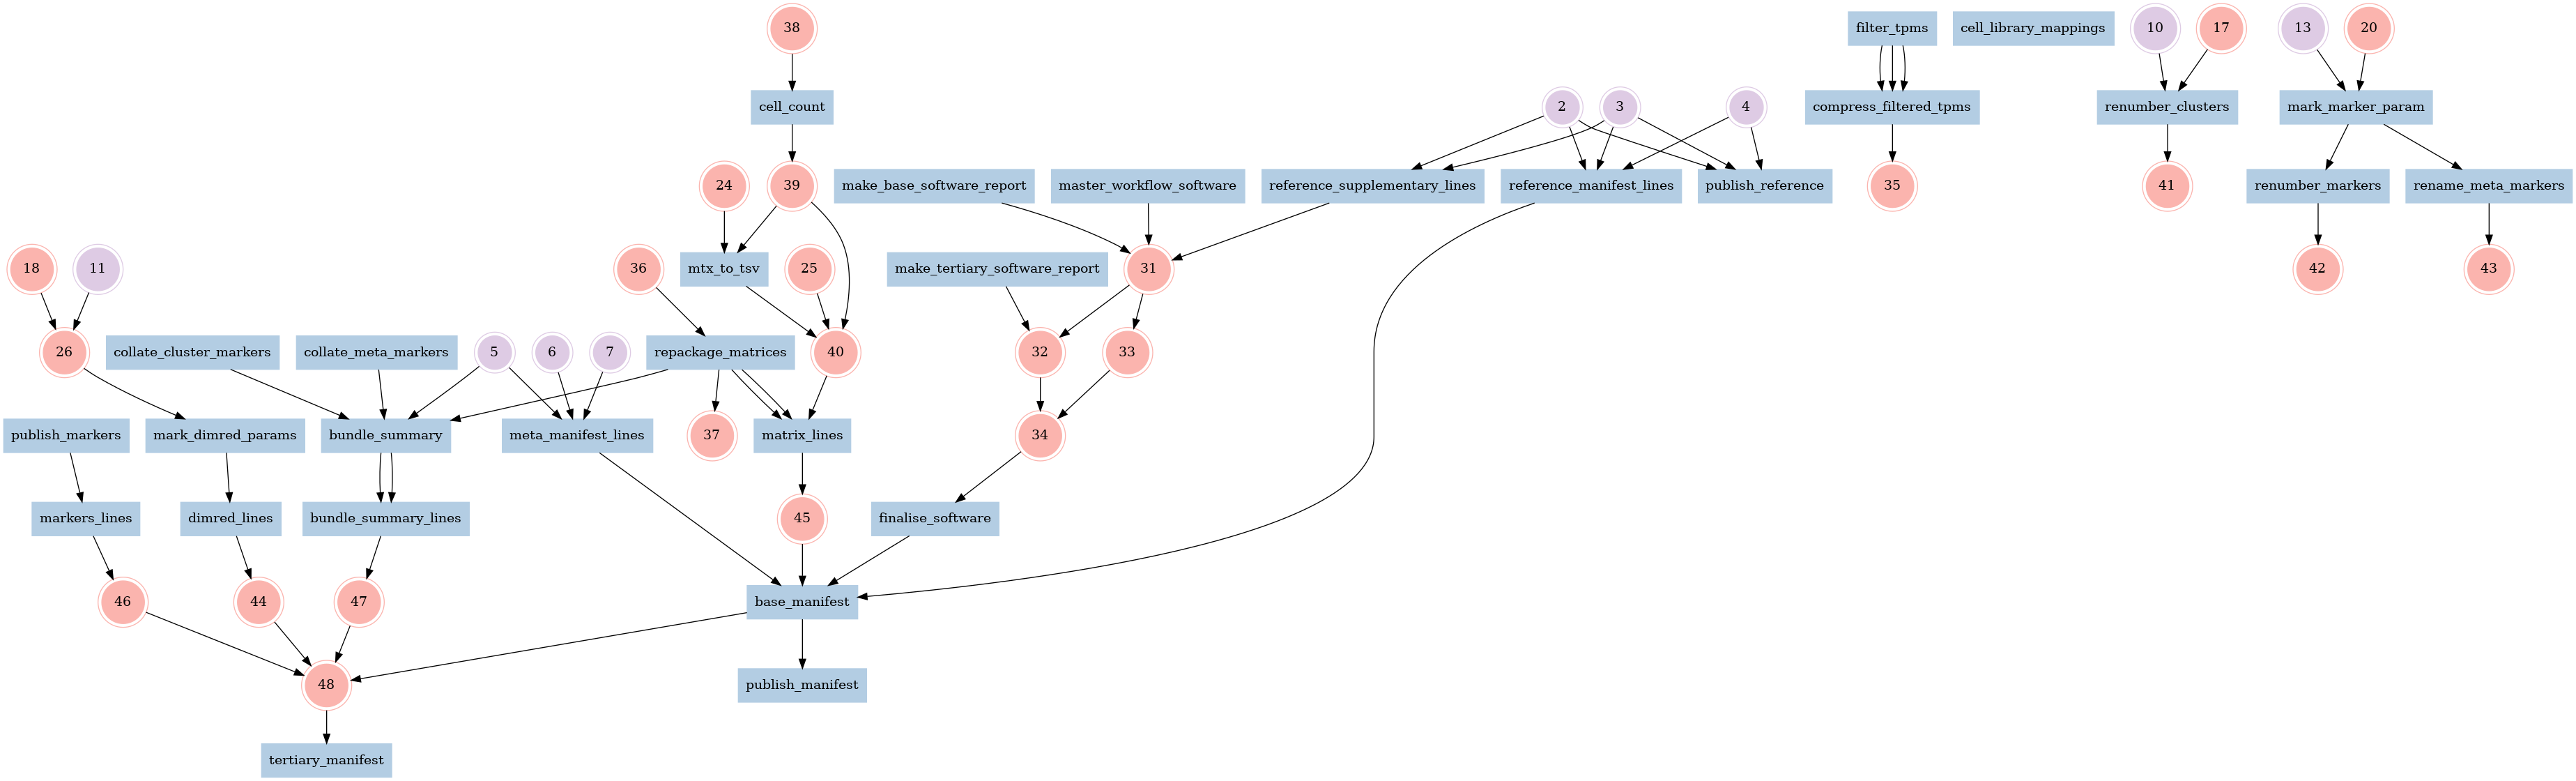 38
filter_tpms
cell_library_mappings
10
17
13
20
cell_count
2
3
4
compress_filtered_tpms
renumber_clusters
mark_marker_param
24
39
make_base_software_report
master_workflow_software
reference_supplementary_lines
reference_manifest_lines
publish_reference
35
41
renumber_markers
rename_meta_markers
18
11
36
mtx_to_tsv
25
make_tertiary_software_report
31
42
43
26
collate_cluster_markers
collate_meta_markers
5
6
7
repackage_matrices
40
32
33
publish_markers
mark_dimred_params
bundle_summary
meta_manifest_lines
37
matrix_lines
34
markers_lines
dimred_lines
bundle_summary_lines
45
finalise_software
46
44
47
base_manifest
48
publish_manifest
tertiary_manifest